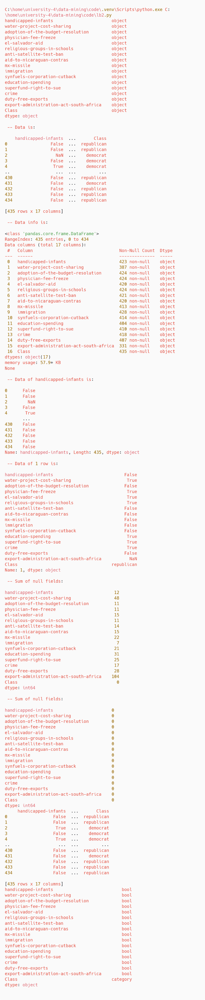 C:\home\university-4\data-mining\code\.venv\Scripts\python.exe C:
\home\university-4\data-mining\code\lb2.py
handicapped-infants                       object
water-project-cost-sharing                object
adoption-of-the-budget-resolution         object
physician-fee-freeze                      object
el-salvador-aid                           object
religious-groups-in-schools               object
anti-satellite-test-ban                   object
aid-to-nicaraguan-contras                 object
mx-missile                                object
immigration                               object
synfuels-corporation-cutback              object
education-spending                        object
superfund-right-to-sue                    object
crime                                     object
duty-free-exports                         object
export-administration-act-south-africa    object
Class                                     object
dtype: object

 -- Data is:

    handicapped-infants  ...       Class
0                 False  ...  republican
1                 False  ...  republican
2                   NaN  ...    democrat
3                 False  ...    democrat
4                  True  ...    democrat
..                  ...  ...         ...
430               False  ...  republican
431               False  ...    democrat
432               False  ...  republican
433               False  ...  republican
434               False  ...  republican

[435 rows x 17 columns]

 -- Data info is:

<class 'pandas.core.frame.DataFrame'>
RangeIndex: 435 entries, 0 to 434
Data columns (total 17 columns):
 #   Column                                  Non-Null Count  Dtype
---  ------                                  --------------  -----
 0   handicapped-infants                     423 non-null    object
 1   water-project-cost-sharing              387 non-null    object
 2   adoption-of-the-budget-resolution       424 non-null    object
 3   physician-fee-freeze                    424 non-null    object
 4   el-salvador-aid                         420 non-null    object
 5   religious-groups-in-schools             424 non-null    object
 6   anti-satellite-test-ban                 421 non-null    object
 7   aid-to-nicaraguan-contras               420 non-null    object
 8   mx-missile                              413 non-null    object
 9   immigration                             428 non-null    object
 10  synfuels-corporation-cutback            414 non-null    object
 11  education-spending                      404 non-null    object
 12  superfund-right-to-sue                  410 non-null    object
 13  crime                                   418 non-null    object
 14  duty-free-exports                       407 non-null    object
 15  export-administration-act-south-africa  331 non-null    object
 16  Class                                   435 non-null    object
dtypes: object(17)
memory usage: 57.9+ KB
None

 -- Data of handicapped-infants is:

0      False
1      False
2        NaN
3      False
4       True
       ...
430    False
431    False
432    False
433    False
434    False
Name: handicapped-infants, Length: 435, dtype: object

 -- Data of 1 row is:

handicapped-infants                            False
water-project-cost-sharing                      True
adoption-of-the-budget-resolution              False
physician-fee-freeze                            True
el-salvador-aid                                 True
religious-groups-in-schools                     True
anti-satellite-test-ban                        False
aid-to-nicaraguan-contras                      False
mx-missile                                     False
immigration                                    False
synfuels-corporation-cutback                   False
education-spending                              True
superfund-right-to-sue                          True
crime                                           True
duty-free-exports                              False
export-administration-act-south-africa           NaN
Class                                     republican
Name: 1, dtype: object

 -- Sum of null fields:

handicapped-infants                        12
water-project-cost-sharing                 48
adoption-of-the-budget-resolution          11
physician-fee-freeze                       11
el-salvador-aid                            15
religious-groups-in-schools                11
anti-satellite-test-ban                    14
aid-to-nicaraguan-contras                  15
mx-missile                                 22
immigration                                 7
synfuels-corporation-cutback               21
education-spending                         31
superfund-right-to-sue                     25
crime                                      17
duty-free-exports                          28
export-administration-act-south-africa    104
Class                                       0
dtype: int64

 -- Sum of null fields:

handicapped-infants                       0
water-project-cost-sharing                0
adoption-of-the-budget-resolution         0
physician-fee-freeze                      0
el-salvador-aid                           0
religious-groups-in-schools               0
anti-satellite-test-ban                   0
aid-to-nicaraguan-contras                 0
mx-missile                                0
immigration                               0
synfuels-corporation-cutback              0
education-spending                        0
superfund-right-to-sue                    0
crime                                     0
duty-free-exports                         0
export-administration-act-south-africa    0
Class                                     0
dtype: int64
     handicapped-infants  ...       Class
0                  False  ...  republican
1                  False  ...  republican
2                   True  ...    democrat
3                  False  ...    democrat
4                   True  ...    democrat
..                   ...  ...         ...
430                False  ...  republican
431                False  ...    democrat
432                False  ...  republican
433                False  ...  republican
434                False  ...  republican

[435 rows x 17 columns]
handicapped-infants                           bool
water-project-cost-sharing                    bool
adoption-of-the-budget-resolution             bool
physician-fee-freeze                          bool
el-salvador-aid                               bool
religious-groups-in-schools                   bool
anti-satellite-test-ban                       bool
aid-to-nicaraguan-contras                     bool
mx-missile                                    bool
immigration                                   bool
synfuels-corporation-cutback                  bool
education-spending                            bool
superfund-right-to-sue                        bool
crime                                         bool
duty-free-exports                             bool
export-administration-act-south-africa        bool
Class                                     category
dtype: object